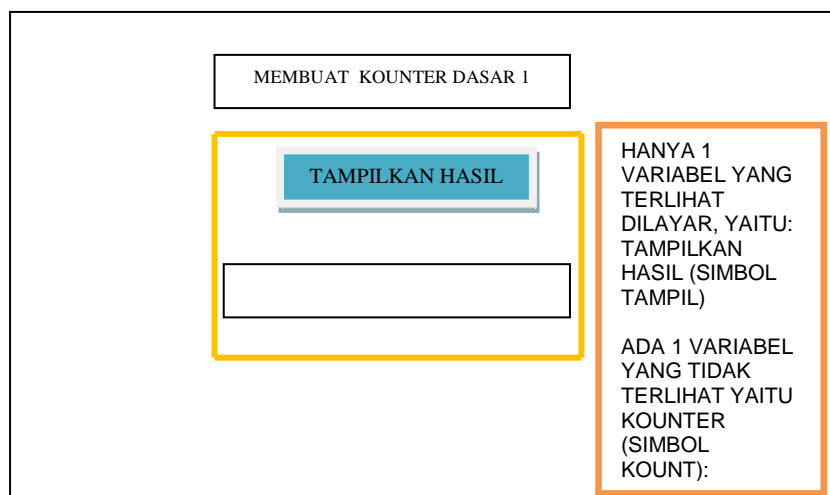 MEMBUAT KOUNTER DASAR 1
TAMPILKAN HASIL
HANYA 1
VARIABEL YANG
TERLIHAT
DILAYAR, YAITU:
TAMPILKAN
HASIL (SIMBOL
TAMPIL)
ADA 1 VARIABEL
YANG TIDAK
TERLIHAT YAITU
KOUNTER
(SIMBOL
KOUNT):